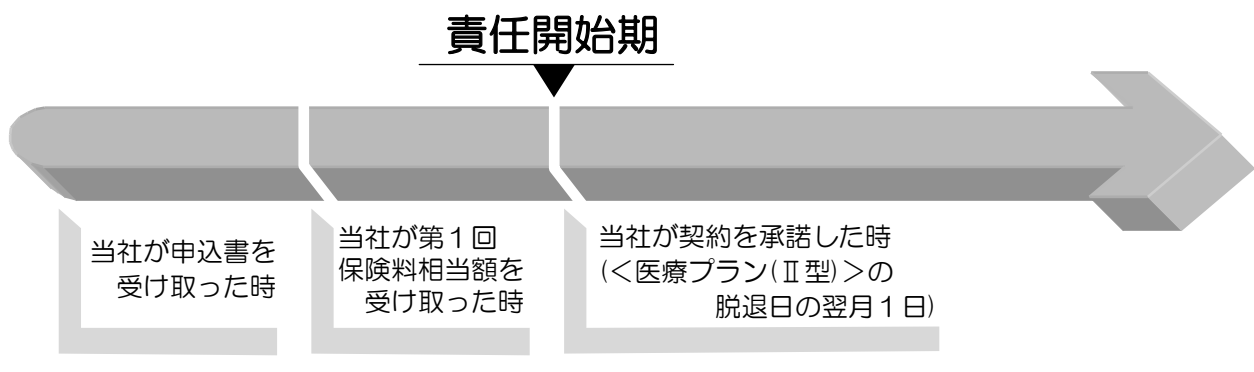 責任開始期
当社が申込書を
受け取った時
当社が第１回
保険料相当額を
受け取った時
当社が契約を承諾した時
(＜医療プラン(Ⅱ型)＞の
脱退日の翌月１日)